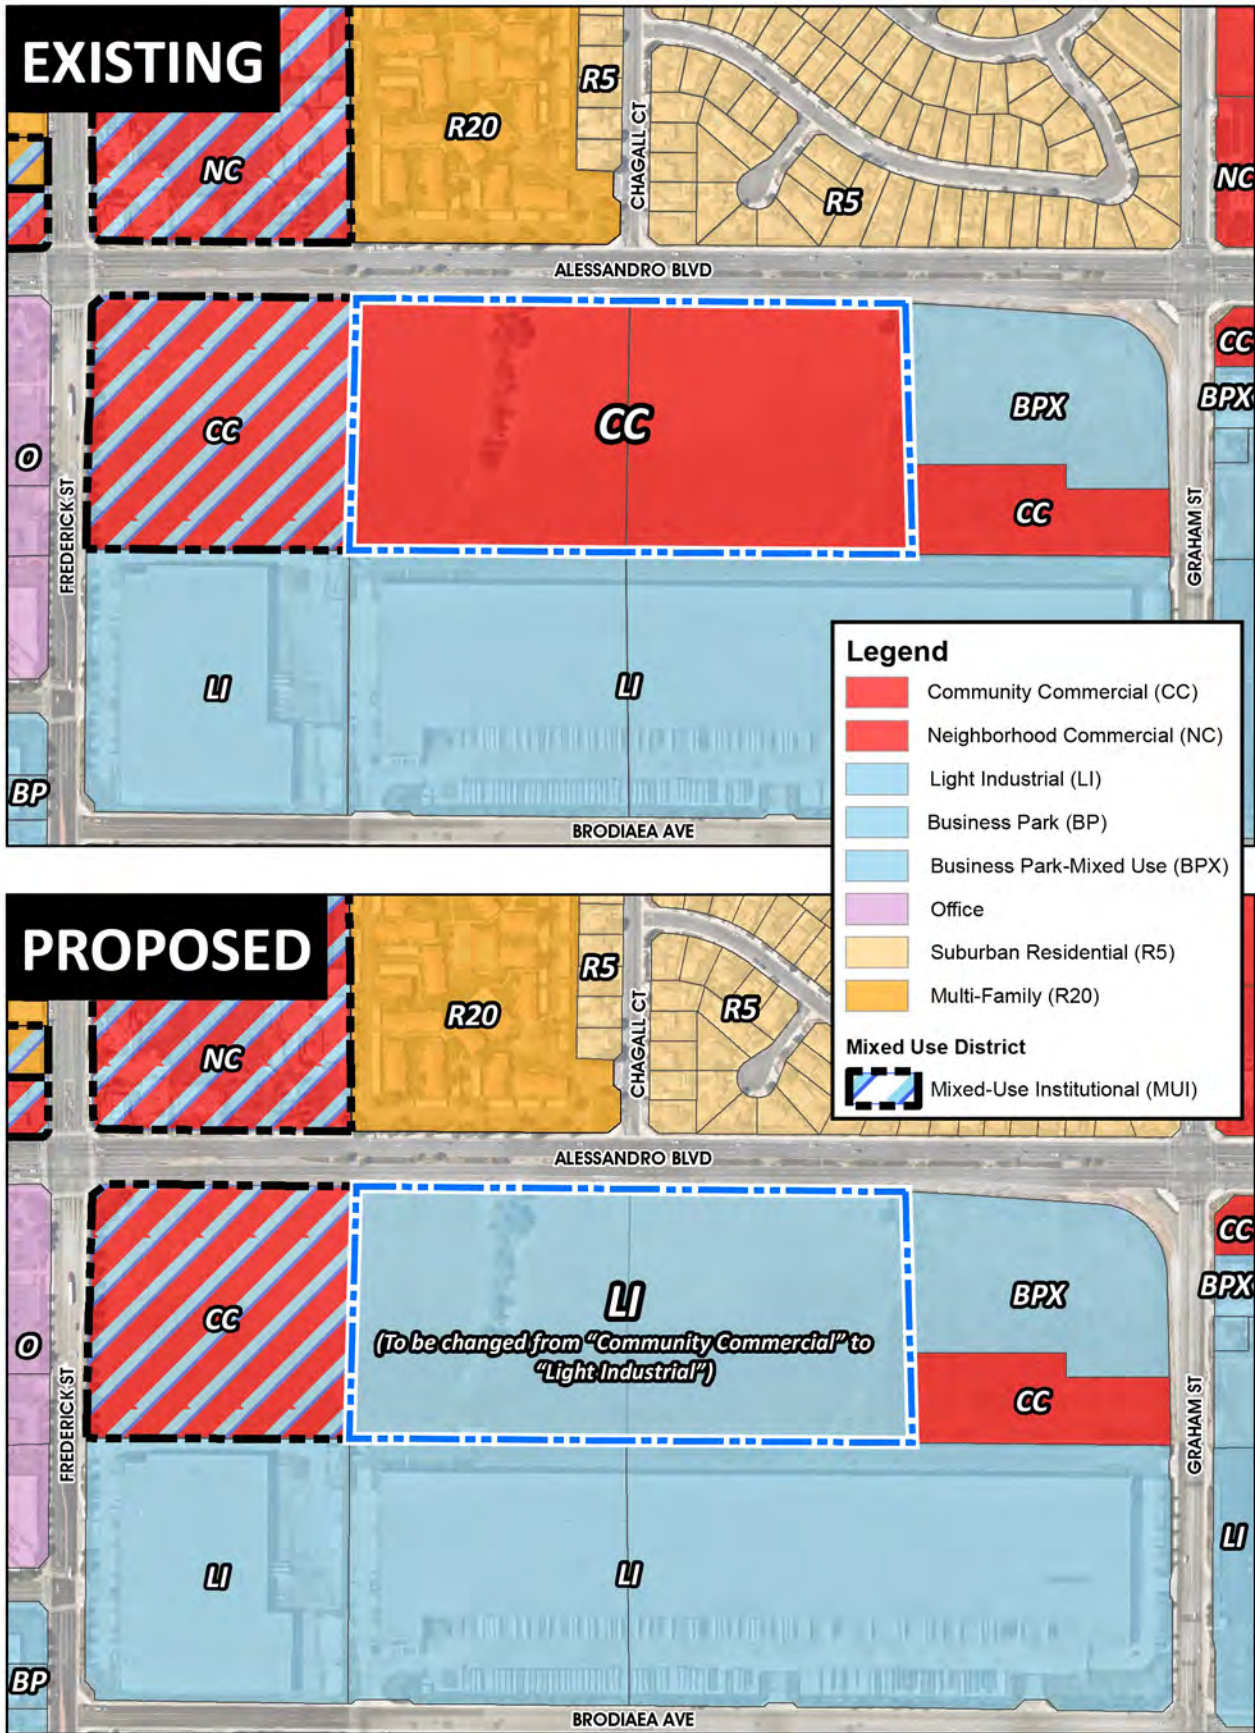 EXISTING
R20
R5
CHAGALL CT
R5
NC
NC
ALESSANDRO BLVD
CC
CC
BPX
CC
BPX
O
FREDERICK ST
CC
GRAHAM ST
LI
LI
BP
BRODIAEA AVE
Legend
Community Commercial (CC)
Neighborhood Commercial (NC)
Light Industrial (LI)
Business Park (BP)
Business Park-Mixed Use (BPX)
Office
Suburban Residential (R5)
Multi-Family (R20)
Mixed Use District
Mixed-Use Institutional (MUI)
PROPOSED
NC
R20
R5
CHAGALL CT
R5
ALESSANDRO BLVD
CC
LI
(To be changed from “Community Commercial” to
“Light Industrial”)
BPX
CC
BPX
O
FREDERICK ST
CC
GRAHAM ST
LI
LI
LI
BP
BRODIAEA AVE